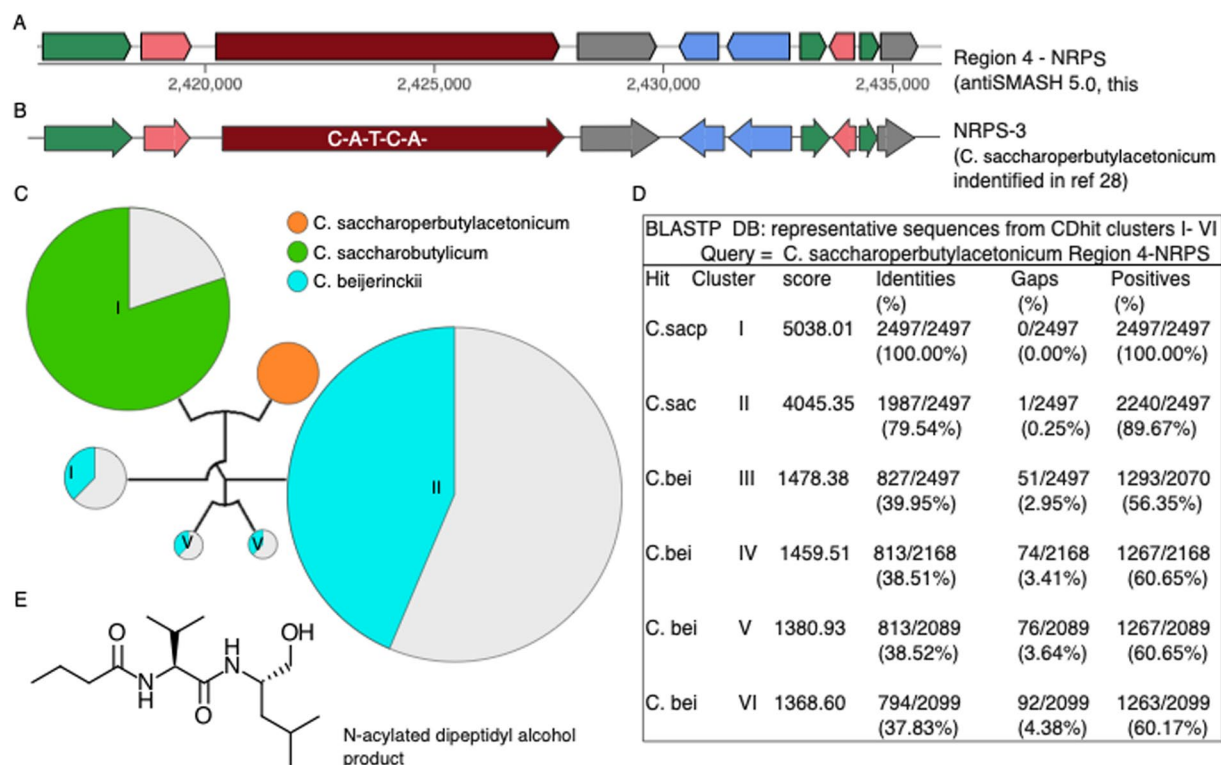 A
Region 4 - NRPS
(antiSMASH 5.0, this
2,420,000 2,425,000 2,430,000 2,435,000
B
C-A-T-C-A-
NRPS-3
(C. saccharoperbutylacetonicum
indentified in ref 28)
C
C. saccharoperbutylacetonicum
C. saccharobutylicum
C. beijerinckii
I
I
II
V
V
D
BLASTP DB: representative sequences from CDhit clusters I- VI
Query = C. saccharoperbutylacetonicum Region 4-NRPS
Hit Cluster score Identities Gaps Positives
(%) (%) (%)
C.sacp I 5038.01 2497/2497 0/2497 2497/2497
(100.00%) (0.00%) (100.00%)
C.sac II 4045.35 1987/2497 1/2497 2240/2497
(79.54%) (0.25%) (89.67%)
C.bei III 1478.38 827/2497 51/2497 1293/2070
(39.95%) (2.95%) (56.35%)
C.bei IV 1459.51 813/2168 74/2168 1267/2168
(38.51%) (3.41%) (60.65%)
C. bei V 1380.93 813/2089 76/2089 1267/2089
(38.52%) (3.64%) (60.65%)
C. bei VI 1368.60 794/2099 92/2099 1263/2099
(37.83%) (4.38%) (60.17%)
E
O
N
H
O
H
N
OH
N-acylated dipeptidyl alcohol
product